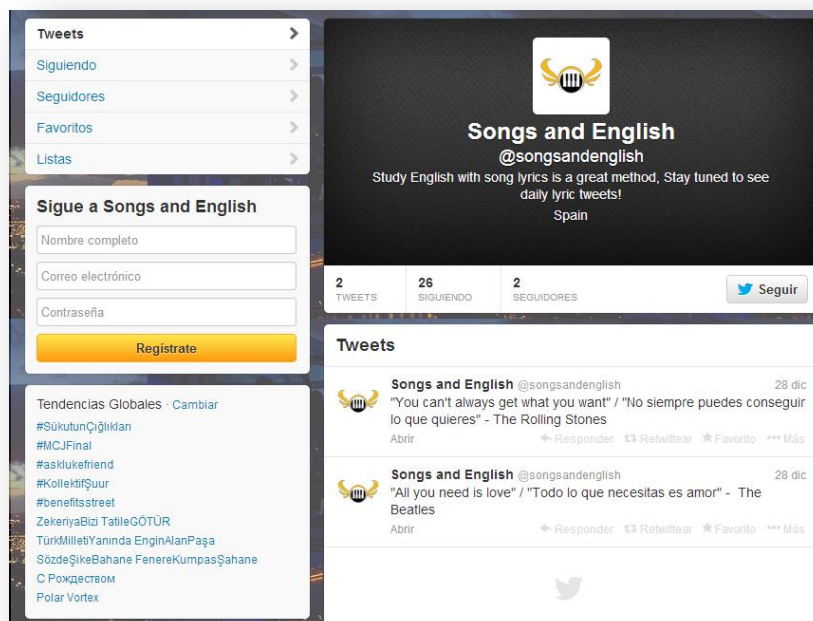 Tweets
Siguiendo
Seguidores
Favoritos
Listas
Sigue a Songs and English
Nombre completo
Correo electrónico
Contraseña
Regístrate
Tendencias Globales · Cambiar
#SükutunÇığlıkları
#MCJFinal
#asklukefriend
#KollektifŞuur
#benefitsstreet
ZekeriyaBizi TatileGÖTÜR
TürkMilletiYanında EnginAlanPaşa
SözdeŞikeBahane FenereKumpasŞahane
С Рождеством
Polar Vortex
Songs and English
@songsandenglish
Study English with song lyrics is a great method, Stay tuned to see
daily lyric tweets!
Spain
2 26 2
TWEETS SIGUIENDO SEGUIDORES
Seguir
Tweets
Songs and English @songsandenglish 28 dic
"You can't always get what you want" / "No siempre puedes conseguir
lo que quieres" - The Rolling Stones
Abrir Responder Retwittear Favorito Más
Songs and English @songsandenglish 28 dic
"All you need is love" / "Todo lo que necesitas es amor" - The
Beatles
Abrir Responder Retwittear Favorito Más